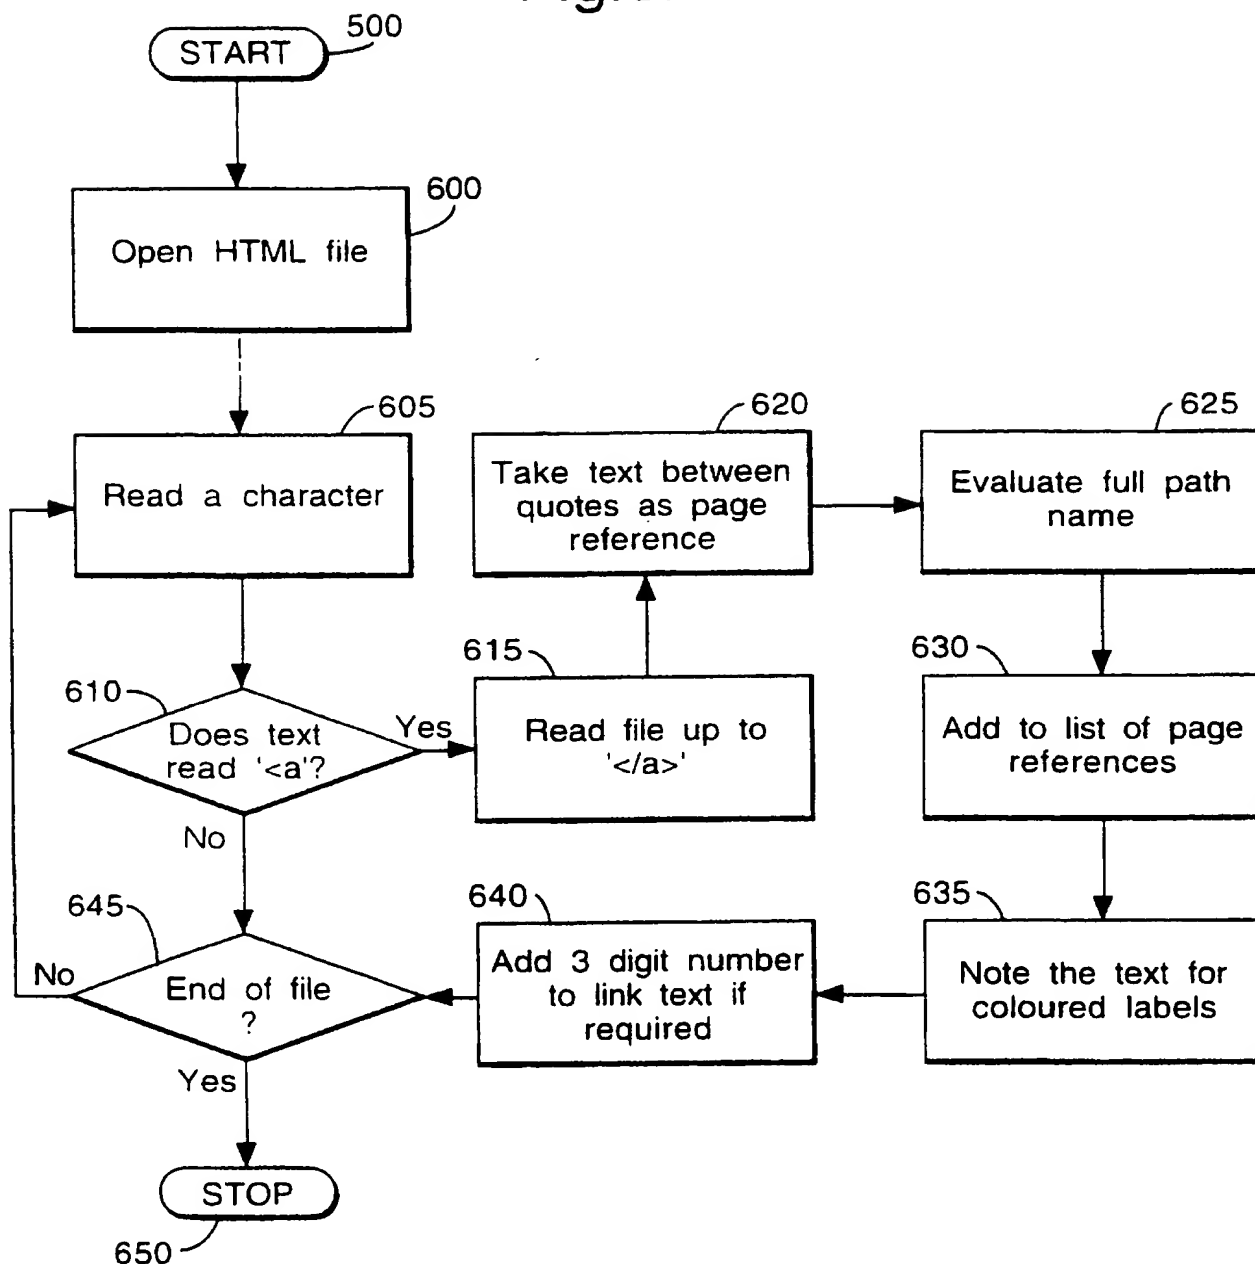 START
500
600
Open HTML file
605
Read a character
620
Take text between
quotes as page
reference
625
Evaluate full path
name
610
Does text
read '<a'?
Yes
No
615
Read file up to
'</a>'
630
Add to list of page
references
645
End of file
?
No
Yes
640
Add 3 digit number
to link text if
required
635
Note the text for
coloured labels
STOP
650